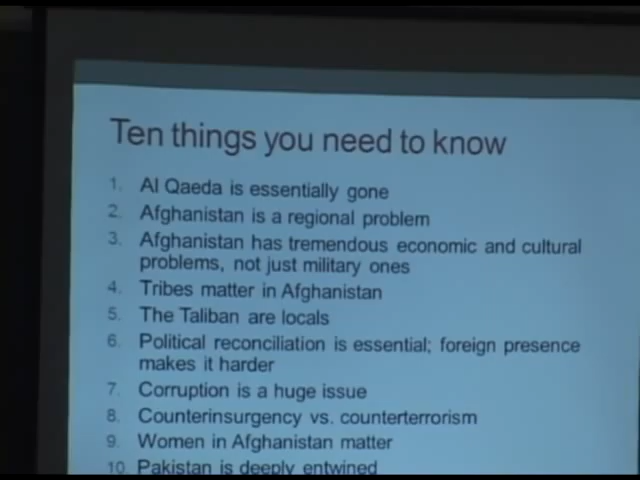 Ten things you need to know
1. Al Qaeda is essentially gone
2. Afghanistan is a regional problem
3. Afghanistan has tremendous economic and cultural
problems, not just military ones
4. Tribes matter in Afghanistan
5. The Taliban are locals
6. Political reconciliation is essential; foreign presence
makes it harder
7. Corruption is a huge issue
8. Counterinsurgency vs. counterterrorism
9. Women in Afghanistan matter
10. Pakistan is deeply entwined